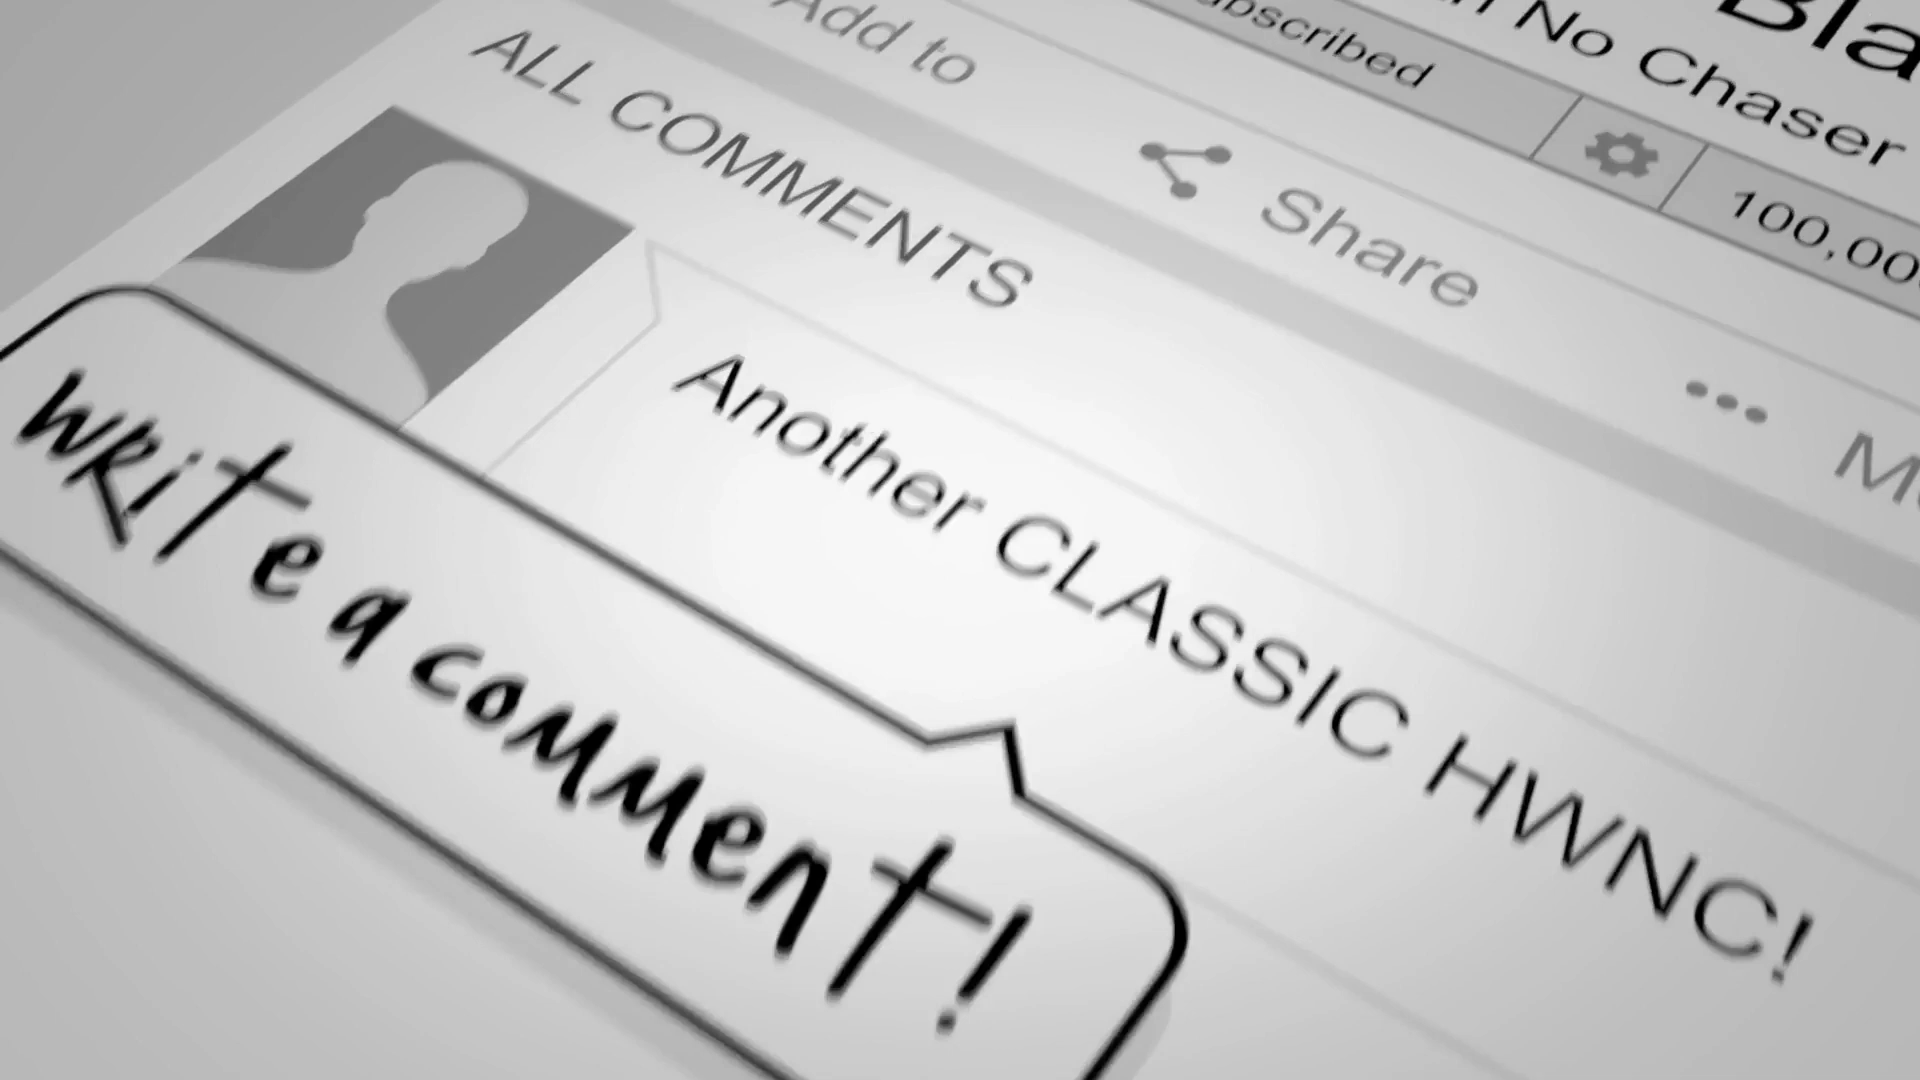 No Chaser
100,00
Add to
Share
ALL COMMENTS
Another CLASSIC HWNC!
write a comment!